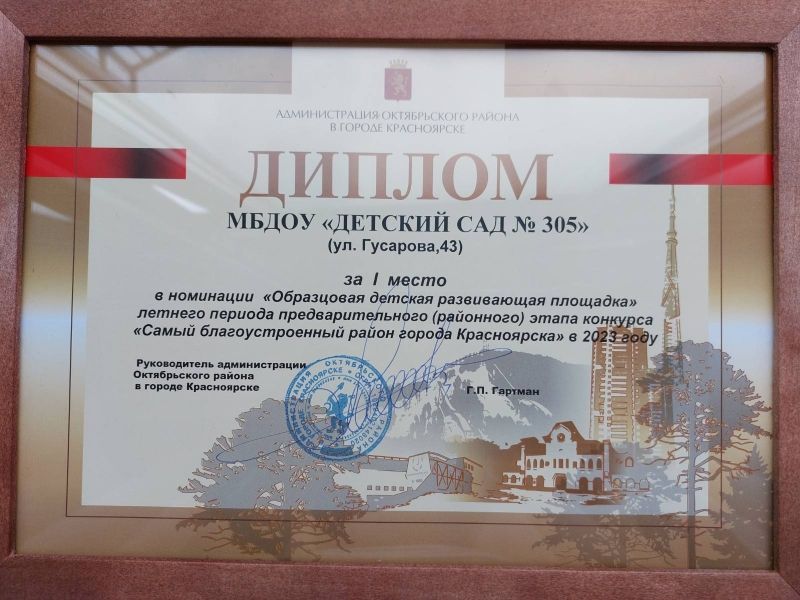 АДМИНИСТРАЦИЯ ОКТЯБРЬСКОГО РАЙОНА
В ГОРОДЕ КРАСНОЯРСКЕ
ДИПЛОМ
МБДОУ «ДЕТСКИЙ САД № 305»
(ул. Гусарова,43)
за I место
в номинации «Образцовая детская развивающая площадка»
летнего периода предварительного (районного) этапа конкурса
«Самый благоустроенный район города Красноярска» в 2023 году
Руководитель администрации
Октябрьского района
в городе Красноярске
Г.П. Гартман